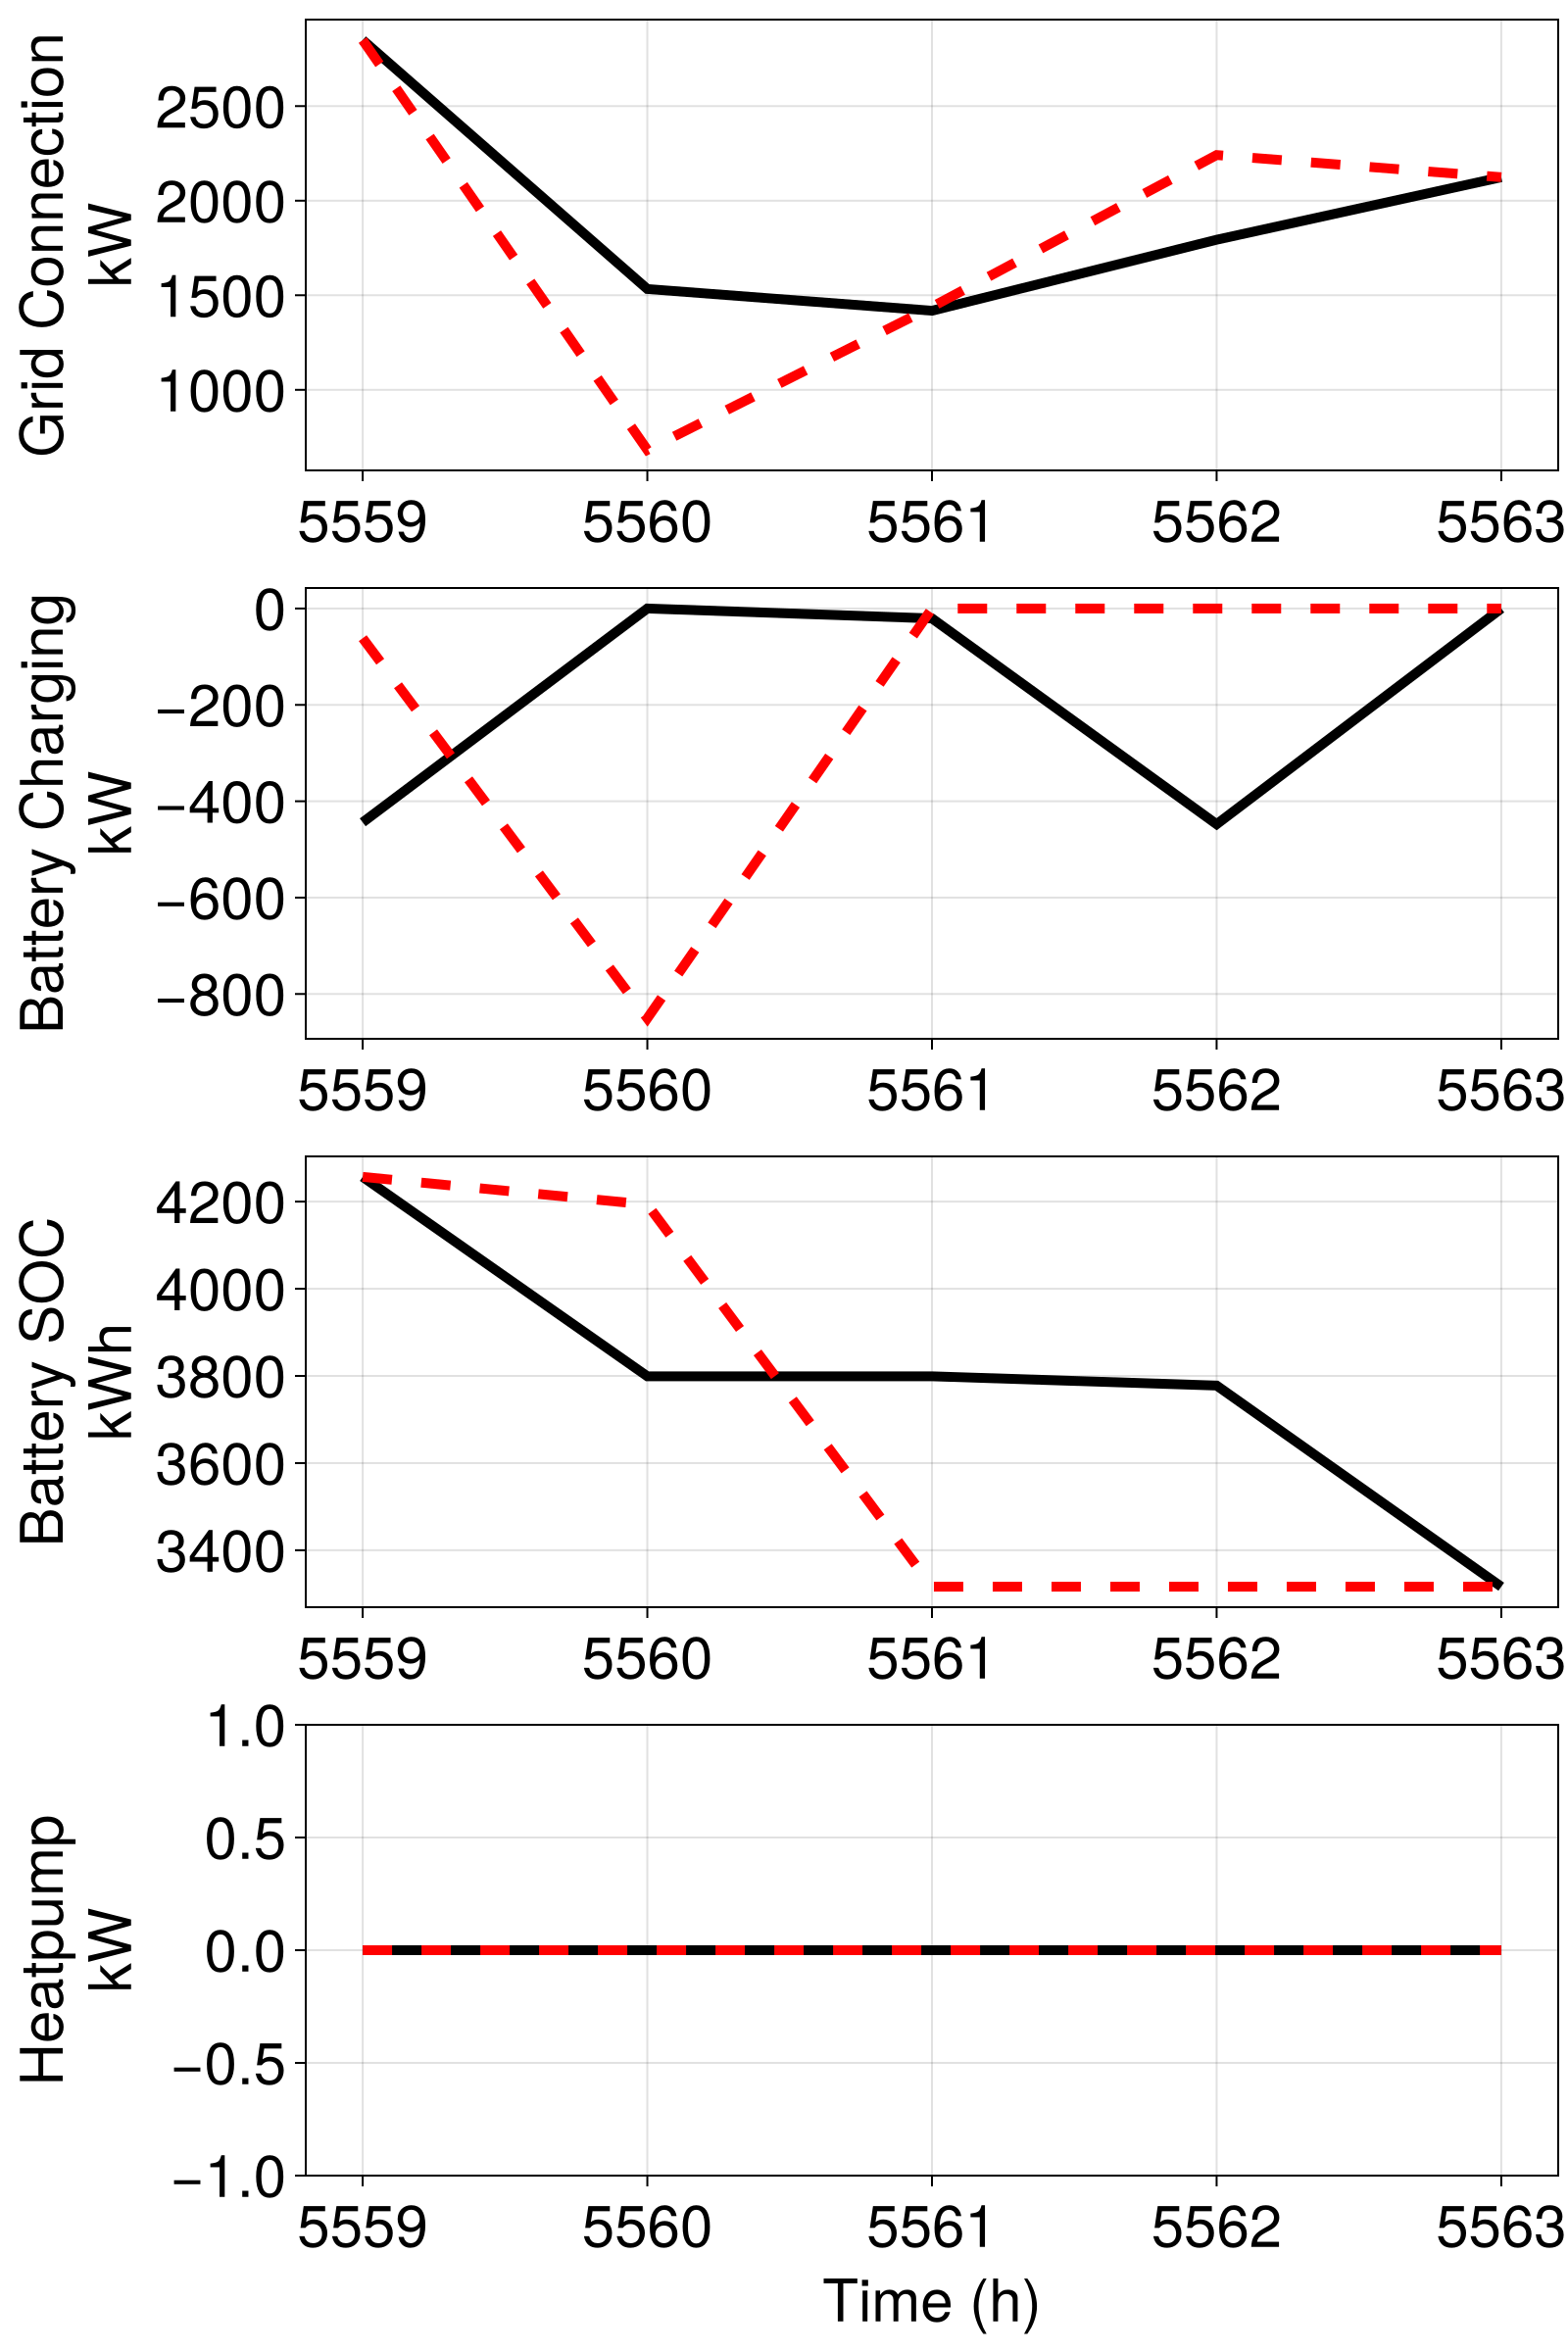 Grid Connection
kW
2500
2000
1500
1000
5559 5560 5561 5562 5563
Battery Charging
kW
0
−200
−400
−600
−800
5559 5560 5561 5562 5563
Battery SOC
kWh
4200
4000
3800
3600
3400
5559 5560 5561 5562 5563
Heatpump
kW
1.0
0.5
0.0
−0.5
−1.0
5559 5560 5561 5562 5563
Time (h)